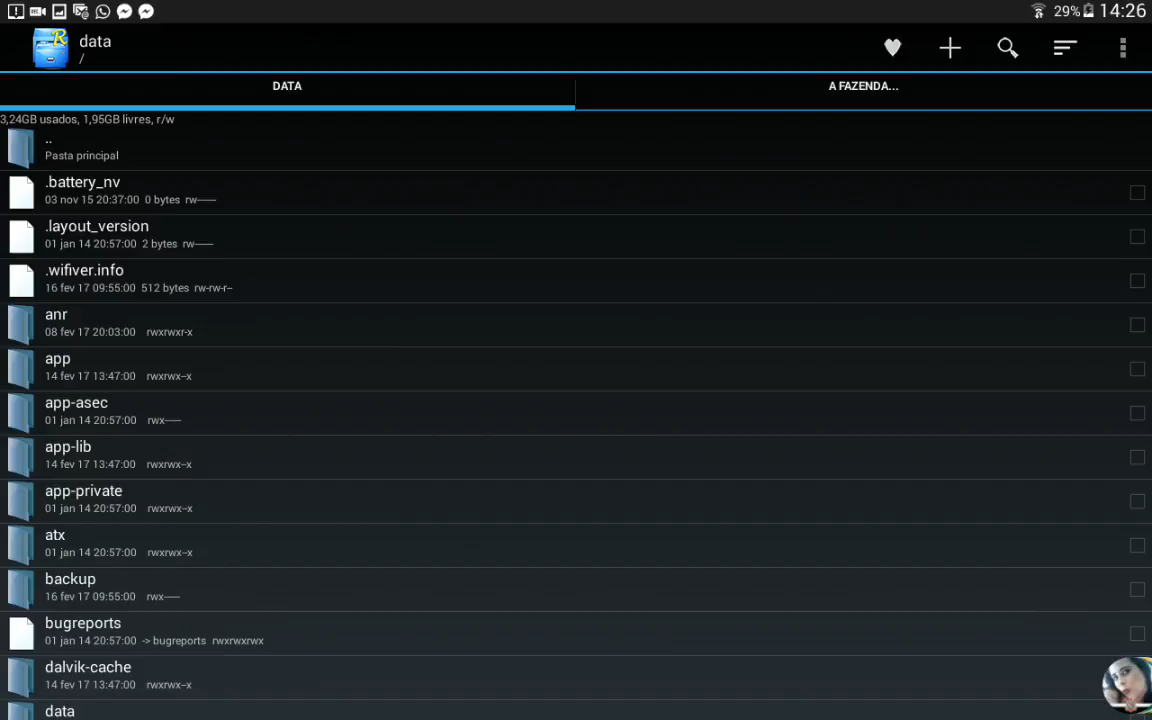 29% 14:26
data
/
DATA
A FAZENDA...
3,24GB usados, 1,95GB livres, r/w
..
Pasta principal
.battery_nv
03 nov 15 20:37:00 0 bytes rw-------
.layout_version
01 jan 14 20:57:00 2 bytes rw-------
.wifiver.info
16 fev 17 09:55:00 512 bytes rw-rw-r--
anr
08 fev 17 20:03:00 rwxrwxr-x
app
14 fev 17 13:47:00 rwxrwx--x
app-asec
01 jan 14 20:57:00 rwx------
app-lib
14 fev 17 13:47:00 rwxrwx--x
app-private
01 jan 14 20:57:00 rwxrwx--x
atx
01 jan 14 20:57:00 rwxrwx--x
backup
16 fev 17 09:55:00 rwx------
bugreports
01 jan 14 20:57:00 -> bugreports rwxrwxrwx
dalvik-cache
14 fev 17 13:47:00 rwxrwx--x
data